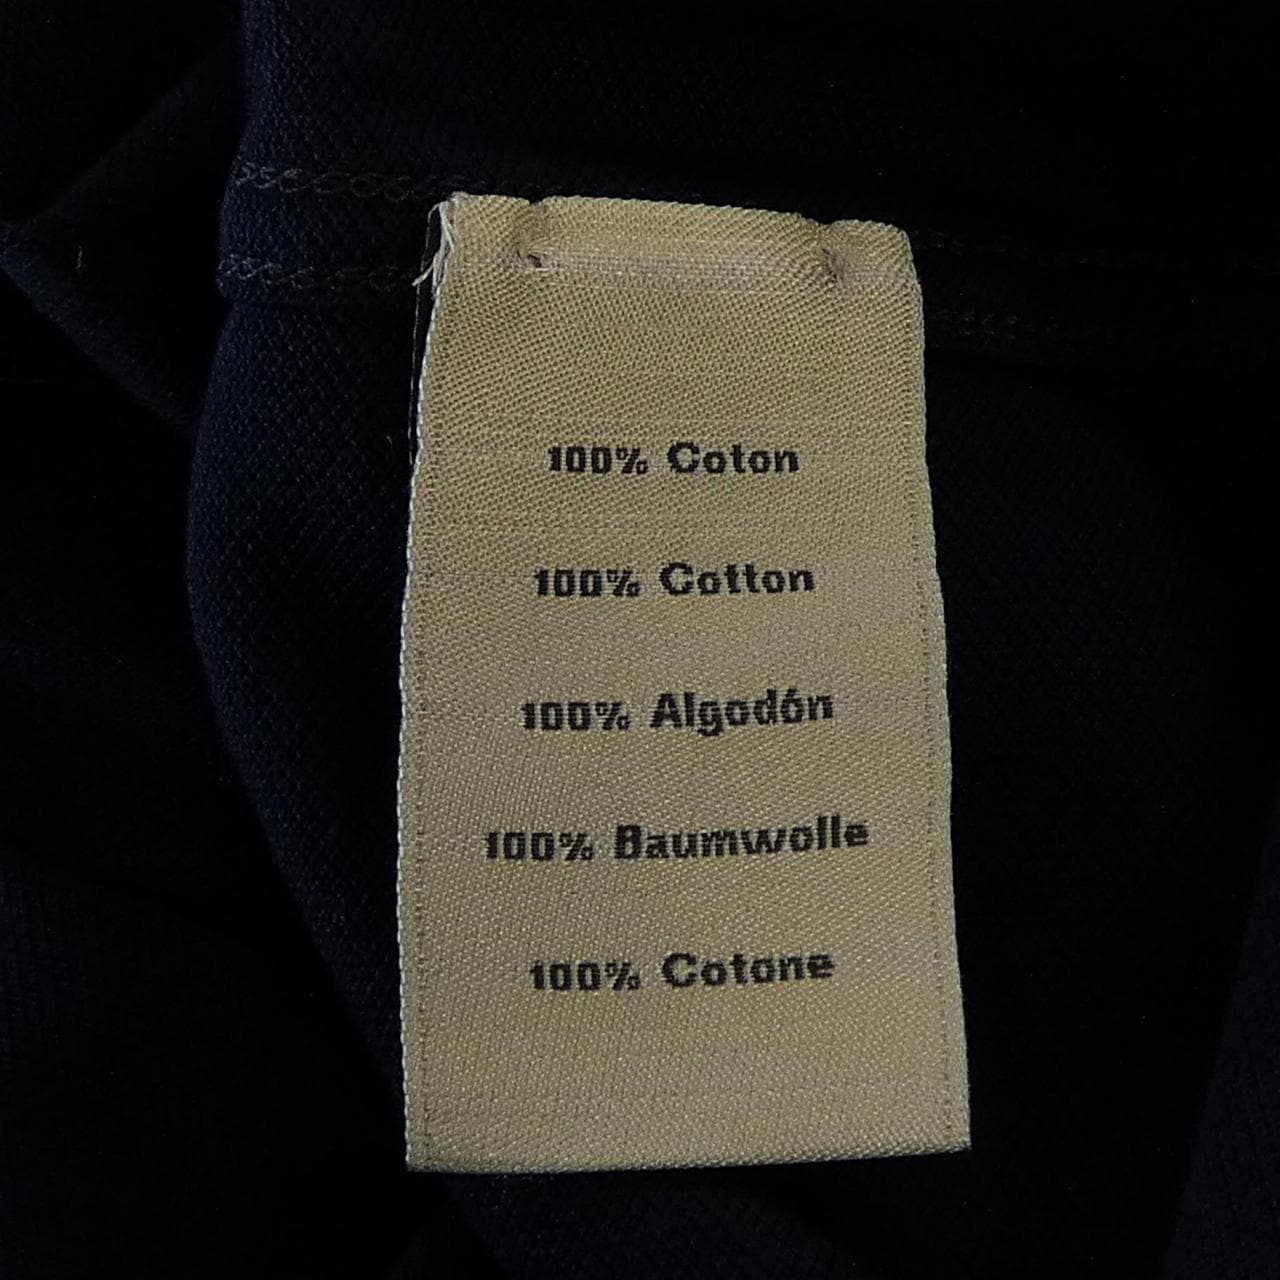 100% Coton
100% Cotton
100% Algodón
100% Baumwolle
100% Cotone